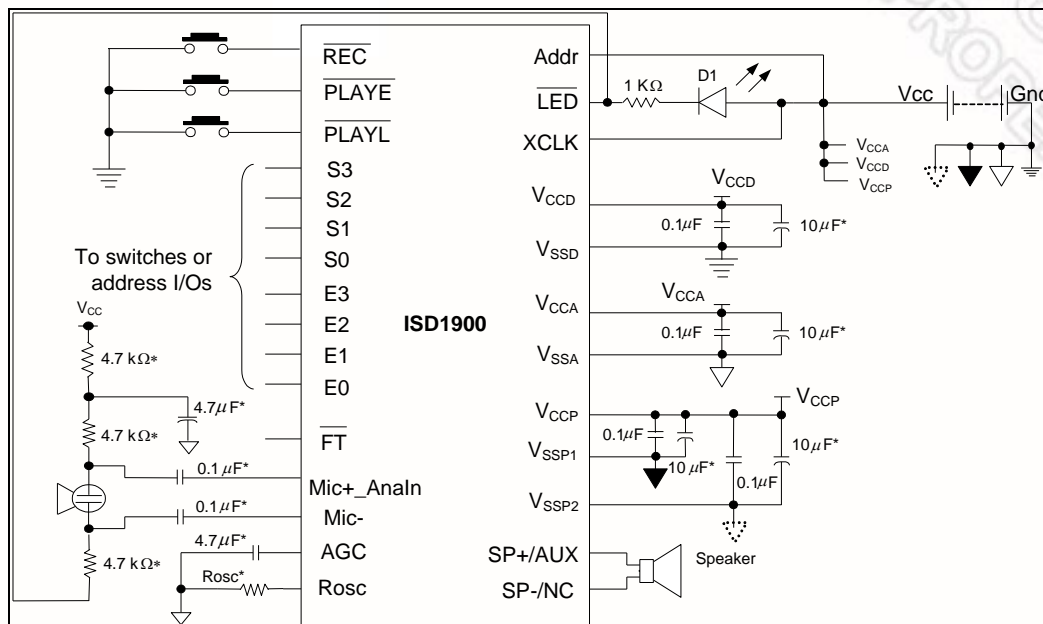 REC
PLAYE
PLAYL
S3
S2
S1
S0
E3
E2
E1
E0
FT
Mic+_AnaIn
Mic-
AGC
Rosc
To switches or
address I/Os
VCC
4.7 kΩ*
4.7μF*
4.7 kΩ*
0.1μF*
0.1μF*
4.7 kΩ*
4.7μF*
Rosc*
ISD1900
Addr
LED
XCLK
VCCD
VSSD
VCCA
VSSA
VCCP
VSSP1
VSSP2
SP+/AUX
SP-/NC
1 KΩ
D1
Vcc
Gnd
VCCA
VCCD
VCCP
VCCD
0.1μF
10μF*
VCCA
0.1μF
10μF*
VCCP
0.1μF
10μF*
0.1μF
10μF*
Speaker